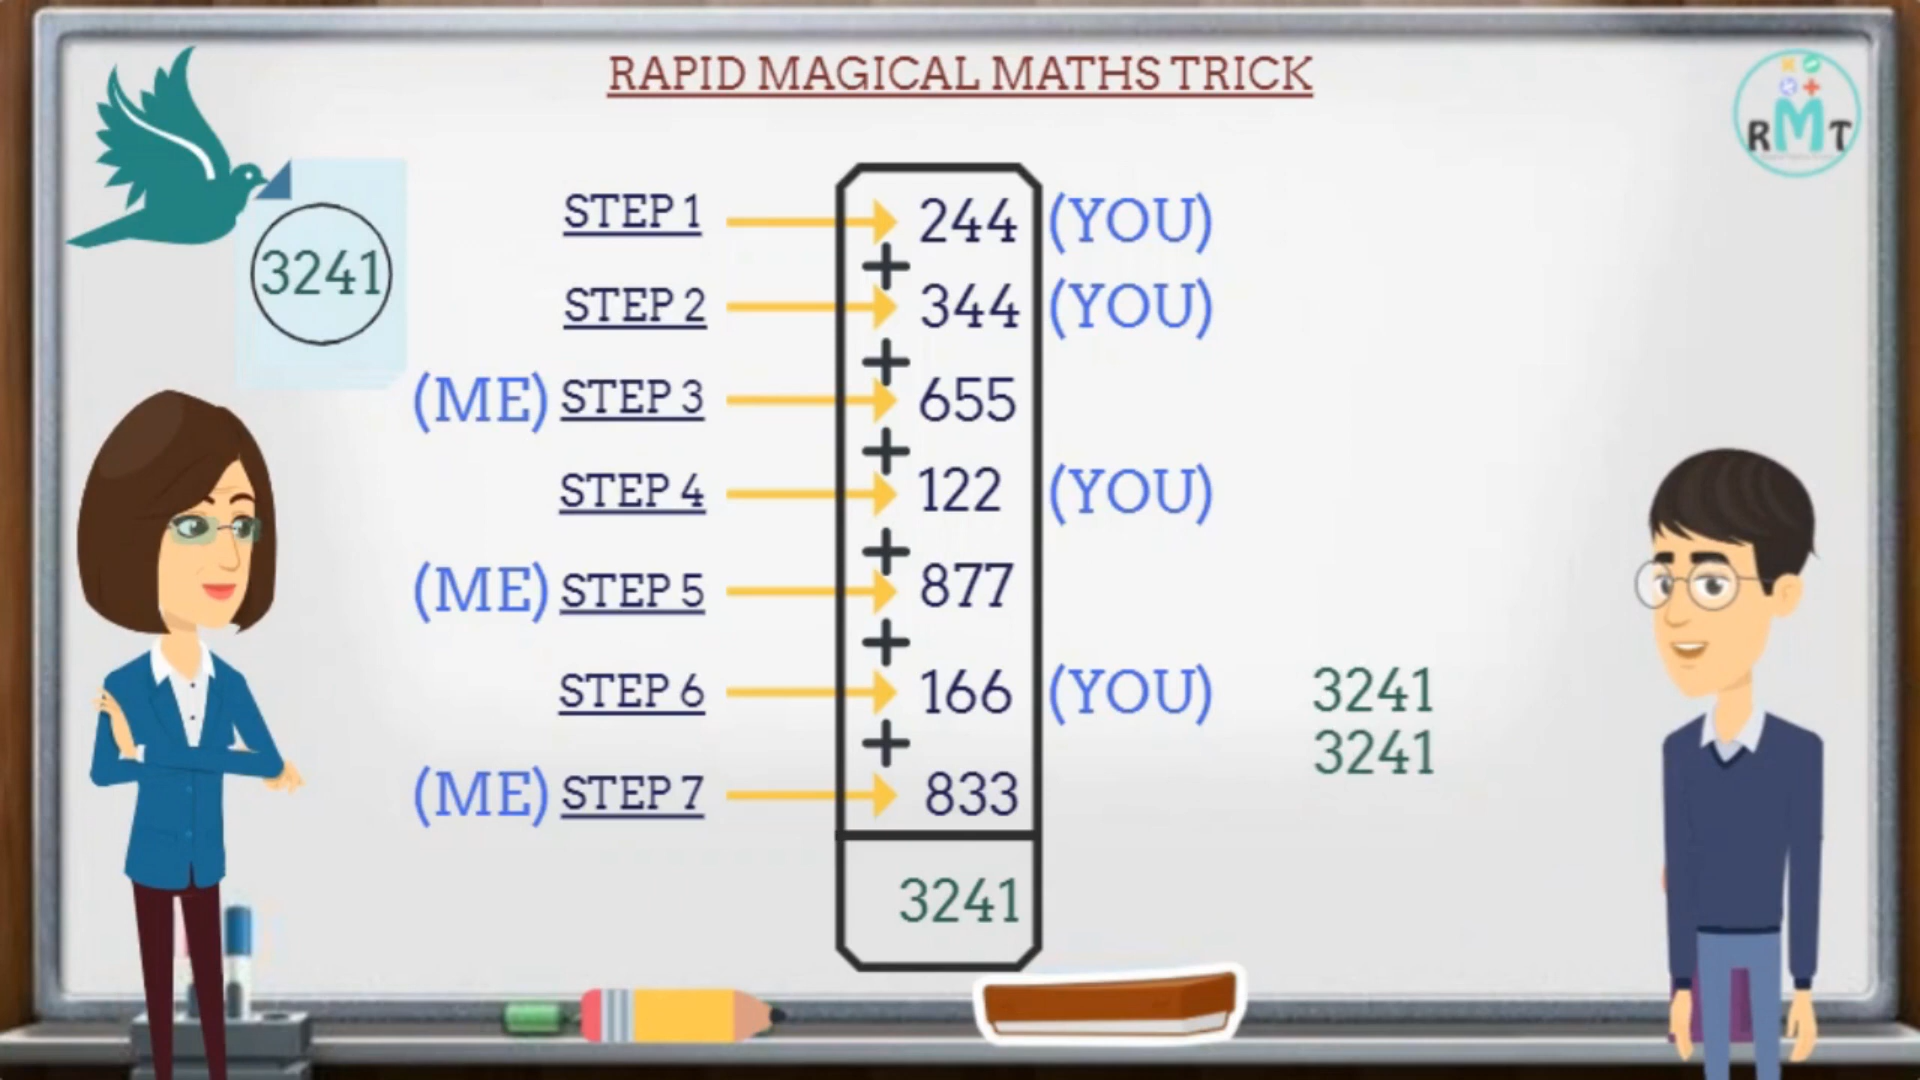 RAPID MAGICAL MATHS TRICK
RMT
3241
STEP 1 244 (YOU)
+
STEP 2 344 (YOU)
+
(ME) STEP 3 655
+
STEP 4 122 (YOU)
+
(ME) STEP 5 877
+
STEP 6 166 (YOU) 3241
3241
+
(ME) STEP 7 833
3241